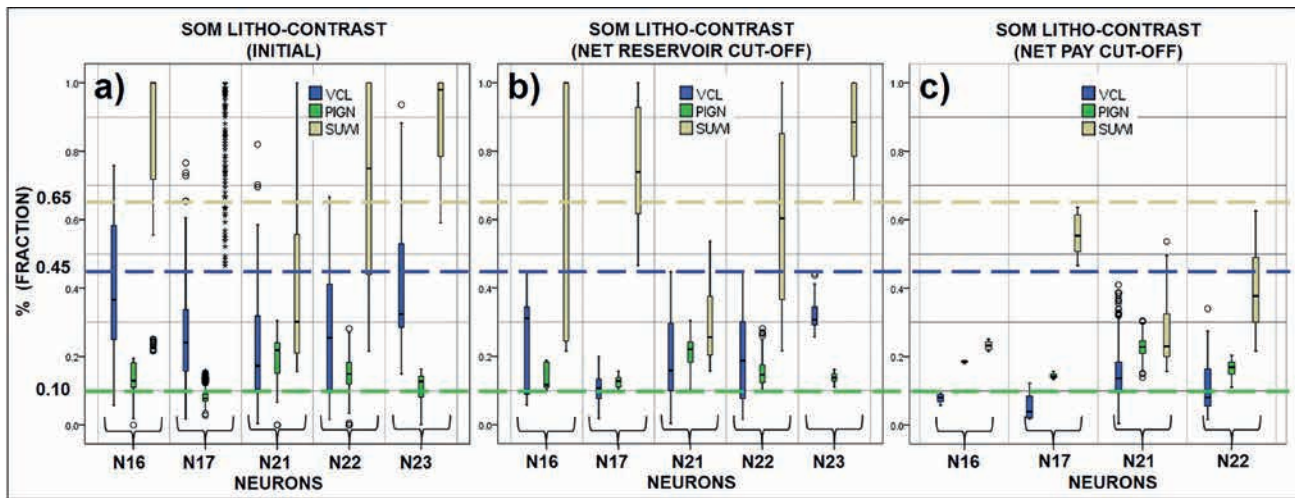 SOM LITHO-CONTRAST
(INITIAL)
SOM LITHO-CONTRAST
(NET RESERVOIR CUT-OFF)
SOM LITHO-CONTRAST
(NET PAY CUT-OFF)
a)
VCL
PIGN
SUWI
b)
VCL
PIGN
SUWI
c)
VCL
PIGN
SUWI
% (FRACTION)
1.0
0.8
0.65
0.6
0.45
0.4
0.2
0.10
0.0
1.0
0.8
0.6
0.4
0.2
0.0
1.0
0.8
0.6
0.4
0.2
0.0
N16 N17 N21 N22 N23
NEURONS
N16 N17 N21 N22 N23
NEURONS
N16 N17 N21 N22
NEURONS